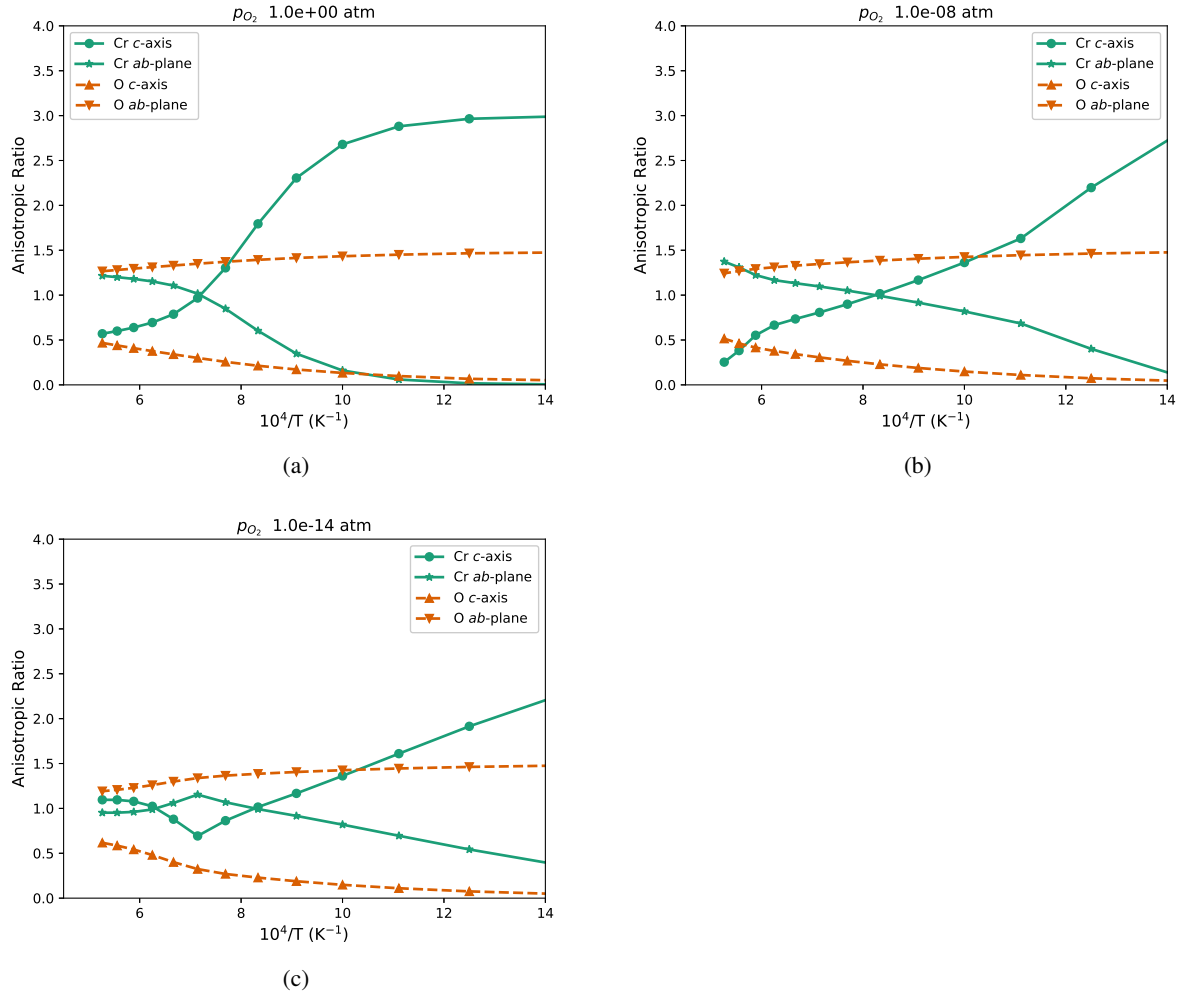 p_{O_2} 1.0e+00 atm
Cr c-axis
Cr ab-plane
O c-axis
O ab-plane
Anisotropic Ratio
4.0
3.5
3.0
2.5
2.0
1.5
1.0
0.5
0.0
6 8 10 12 14
10^4/T (K^{-1})
(a)
p_{O_2} 1.0e-08 atm
Cr c-axis
Cr ab-plane
O c-axis
O ab-plane
Anisotropic Ratio
4.0
3.5
3.0
2.5
2.0
1.5
1.0
0.5
0.0
6 8 10 12 14
10^4/T (K^{-1})
(b)
p_{O_2} 1.0e-14 atm
Cr c-axis
Cr ab-plane
O c-axis
O ab-plane
Anisotropic Ratio
4.0
3.5
3.0
2.5
2.0
1.5
1.0
0.5
0.0
6 8 10 12 14
10^4/T (K^{-1})
(c)